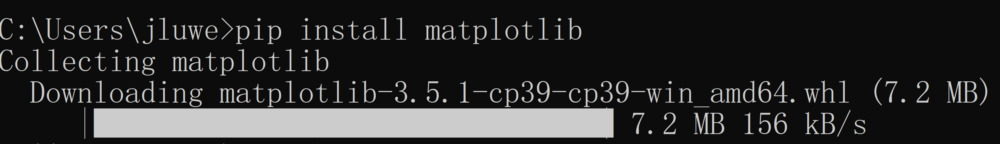 C:\Users\jluwe>pip install matplotlib
Collecting matplotlib
  Downloading matplotlib-3.5.1-cp39-cp39-win_amd64.whl (7.2 MB)
     |████████████████████████████████| 7.2 MB 156 kB/s